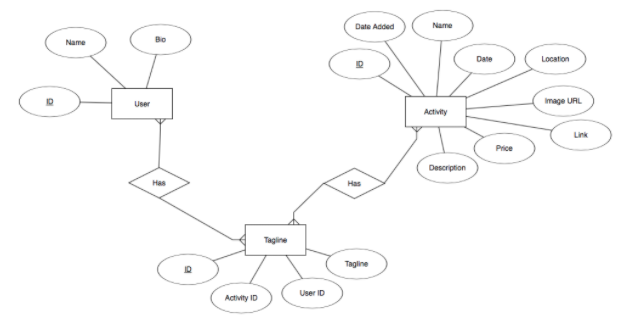 Date Added
Name
Bio
Name
ID
Date
Location
ID
User
Activity
Image URL
Link
Price
Description
Has
Has
Tagline
ID
Tagline
Activity ID
User ID